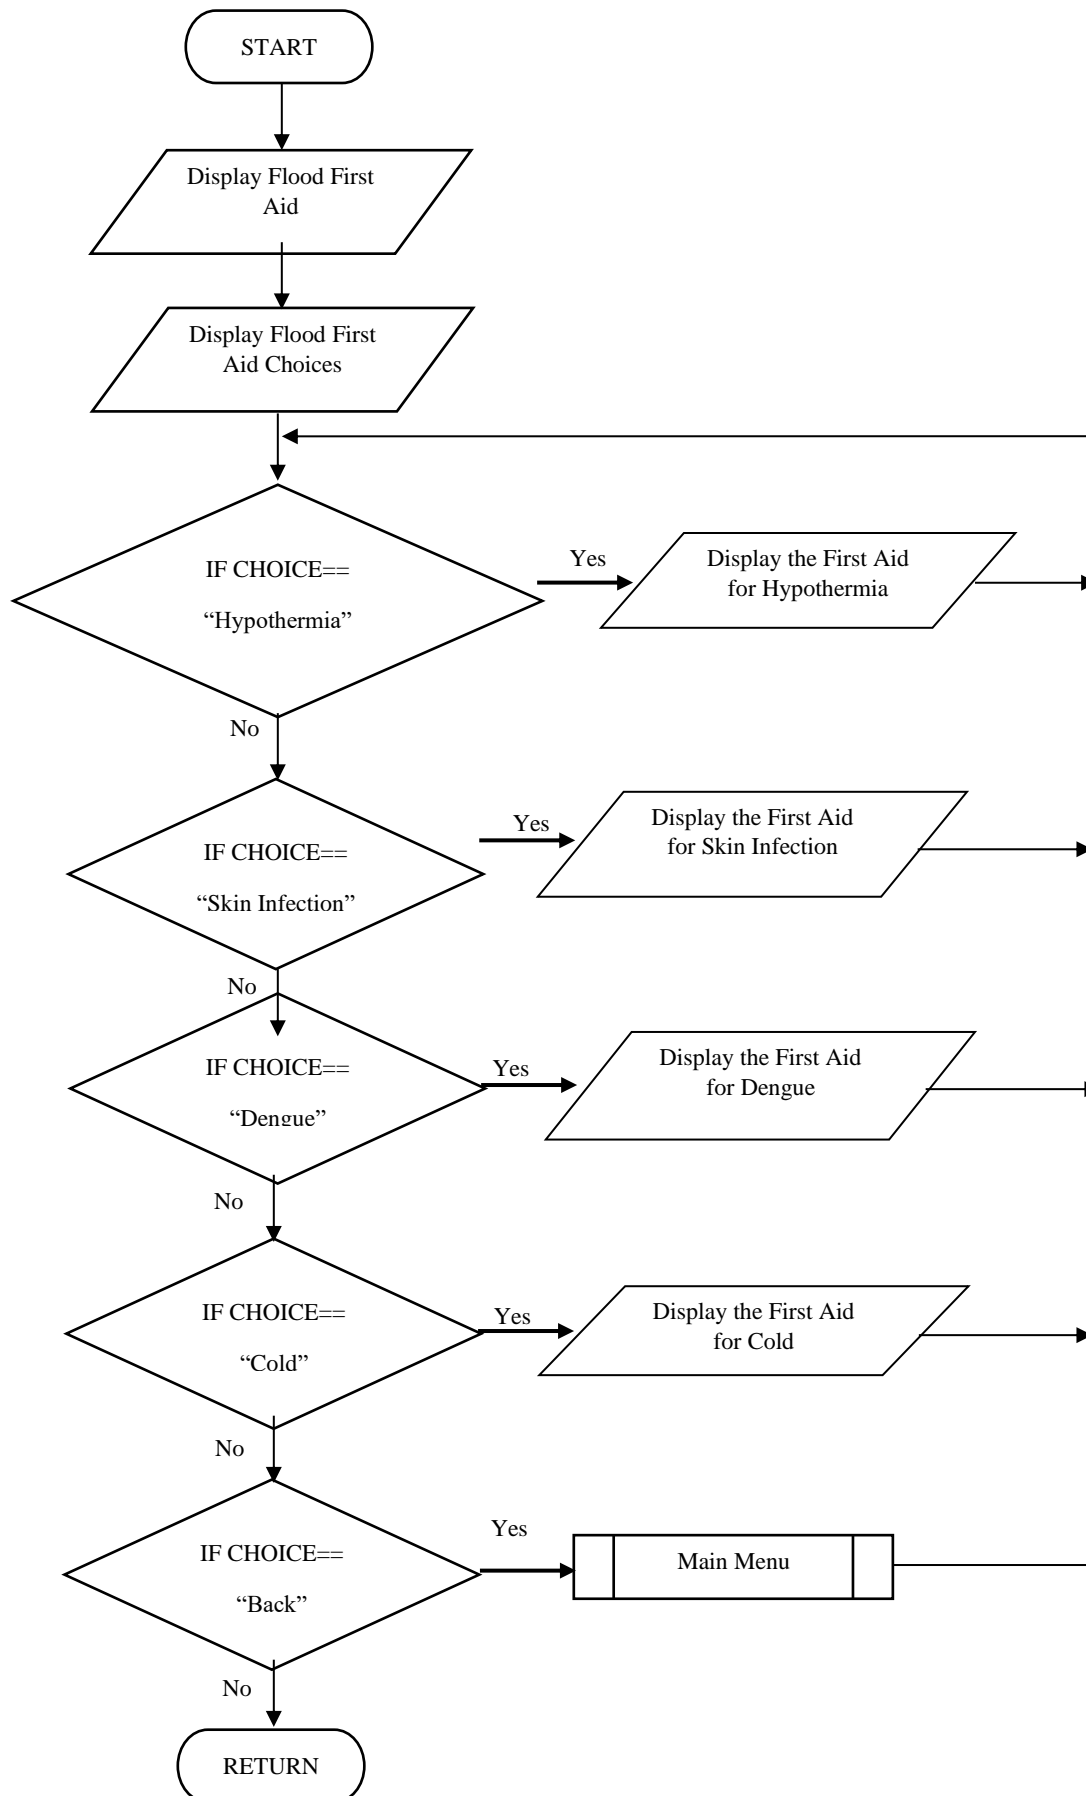 START
Display Flood First
Aid
Display Flood First
Aid Choices
IF CHOICE==
“Hypothermia”
Yes
Display the First Aid
for Hypothermia
No
IF CHOICE==
“Skin Infection”
Yes
Display the First Aid
for Skin Infection
No
IF CHOICE==
“Dengue”
Yes
Display the First Aid
for Dengue
No
IF CHOICE==
“Cold”
Yes
Display the First Aid
for Cold
No
IF CHOICE==
“Back”
Yes
Main Menu
No
RETURN